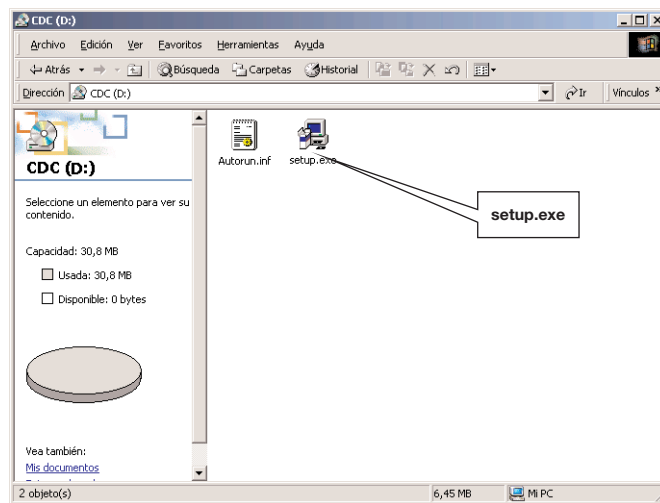 CDC (D:)
Archivo Edición Ver Favoritos Herramientas Ayuda
Atrás Búsqueda Carpetas Historial
Dirección CDC (D:) Ir Vínculos »
CDC (D:)
Seleccione un elemento para ver su
contenido.
Capacidad: 30,8 MB
Usada: 30,8 MB
Disponible: 0 bytes
Vea también:
Mis documentos
Autorun.inf setup.exe
setup.exe
2 objeto(s) 6,45 MB Mi PC